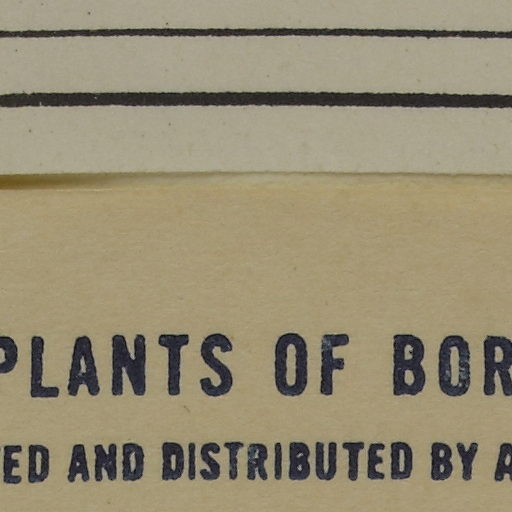 PLANTS OF BOR
ED AND DISTRIBUTED BY A